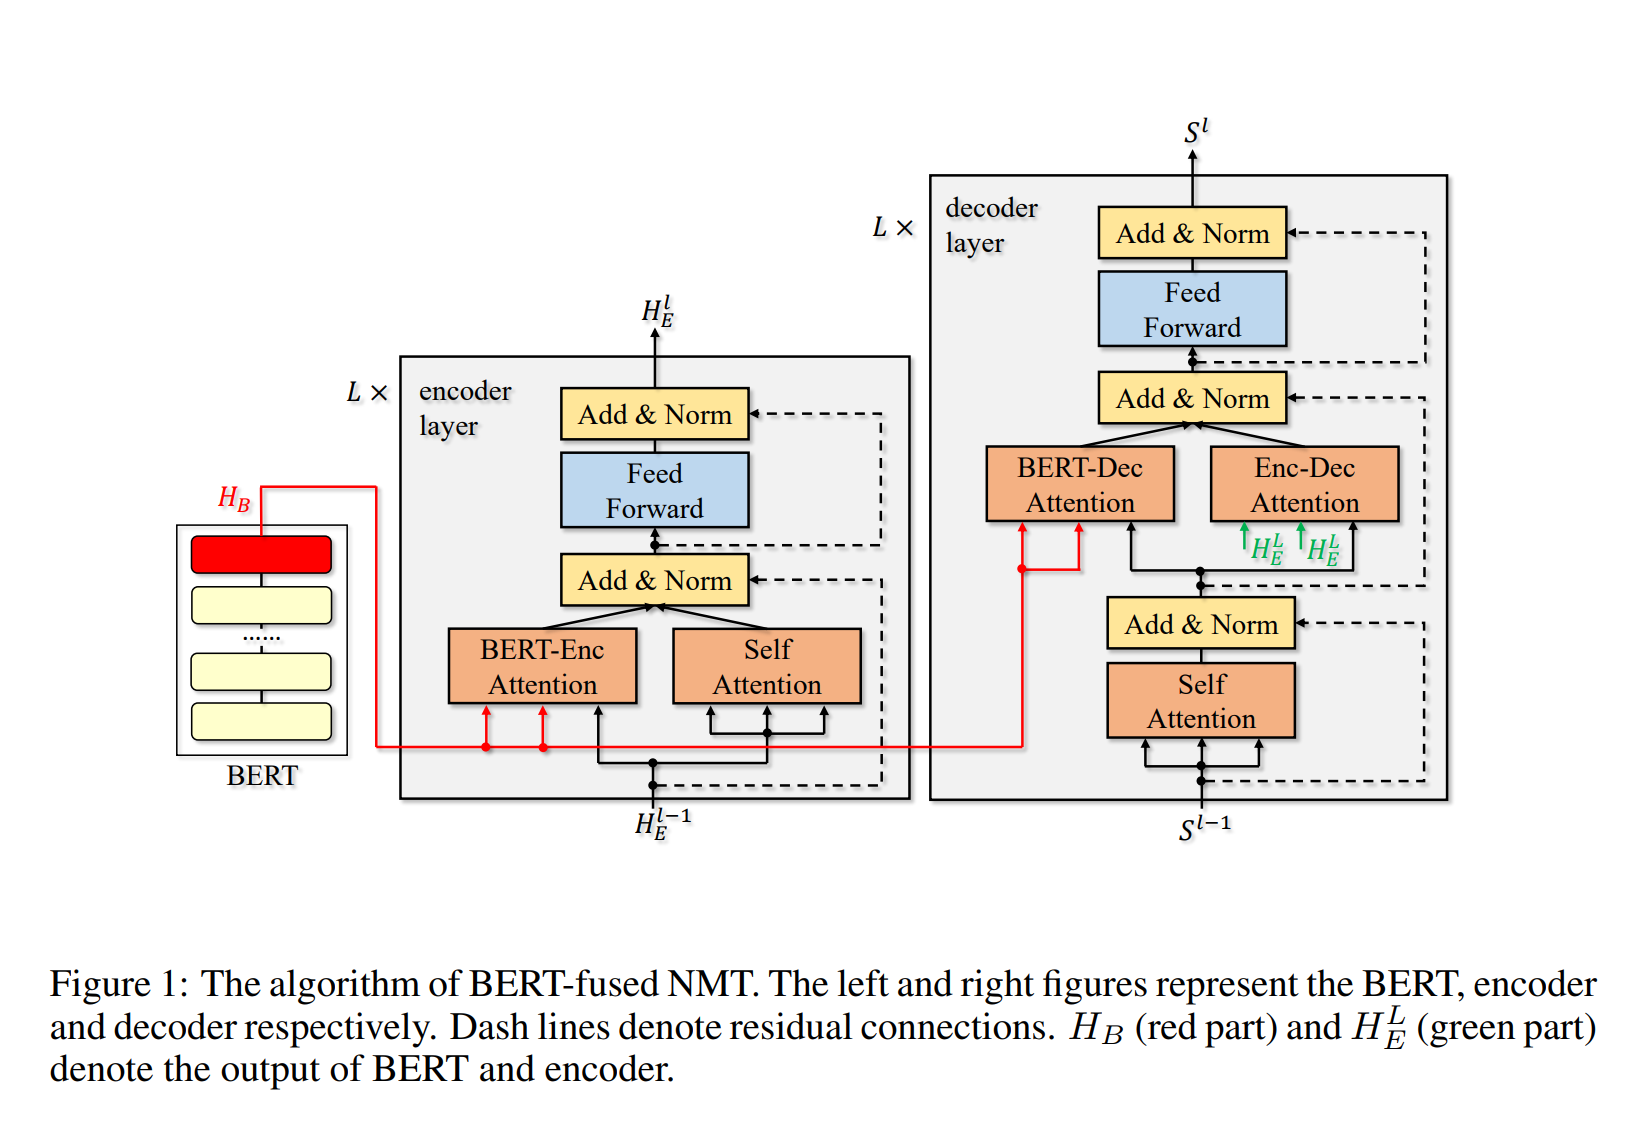 H_B
BERT
......
L ×
encoder
layer
H_E^l
Add & Norm
Feed
Forward
Add & Norm
BERT-Enc
Attention
Self
Attention
H_E^{l-1}
L ×
decoder
layer
S^l
Add & Norm
Feed
Forward
Add & Norm
BERT-Dec
Attention
Enc-Dec
Attention
H_E^L H_E^L
Add & Norm
Self
Attention
S^{l-1}
Figure 1: The algorithm of BERT-fused NMT. The left and right figures represent the BERT, encoder
and decoder respectively. Dash lines denote residual connections. H_B (red part) and H_E^L (green part)
denote the output of BERT and encoder.